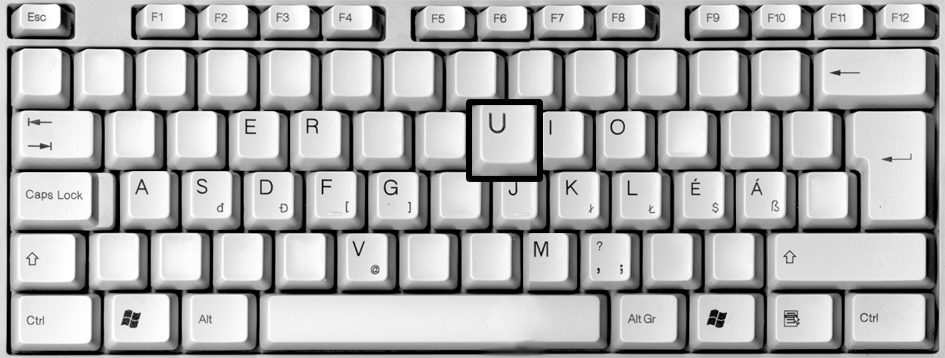 Esc F1 F2 F3 F4 F5 F6 F7 F8 F9 F10 F11 F12
E R U I O
Caps Lock A S đ D Đ F [ G ] J K ł L Ł É $ Á ß
V @ M ? , ;
Ctrl Alt Alt Gr Ctrl